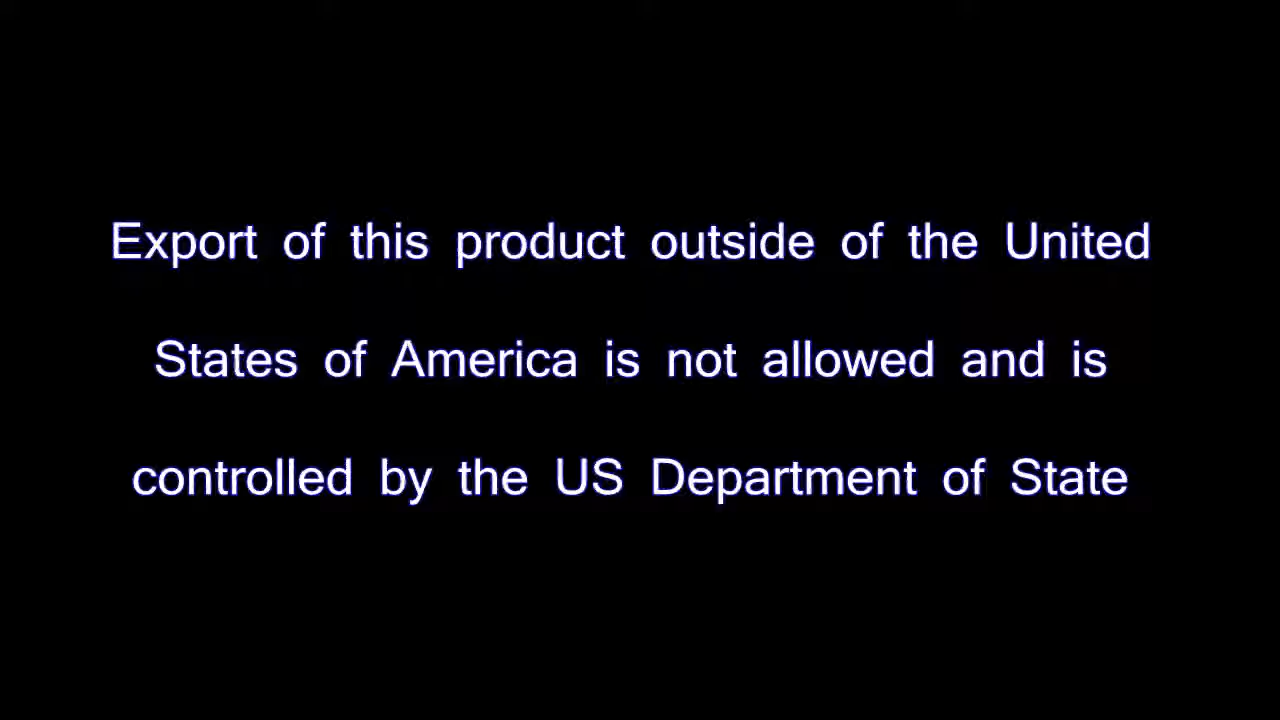 Export of this product outside of the United
States of America is not allowed and is
controlled by the US Department of State